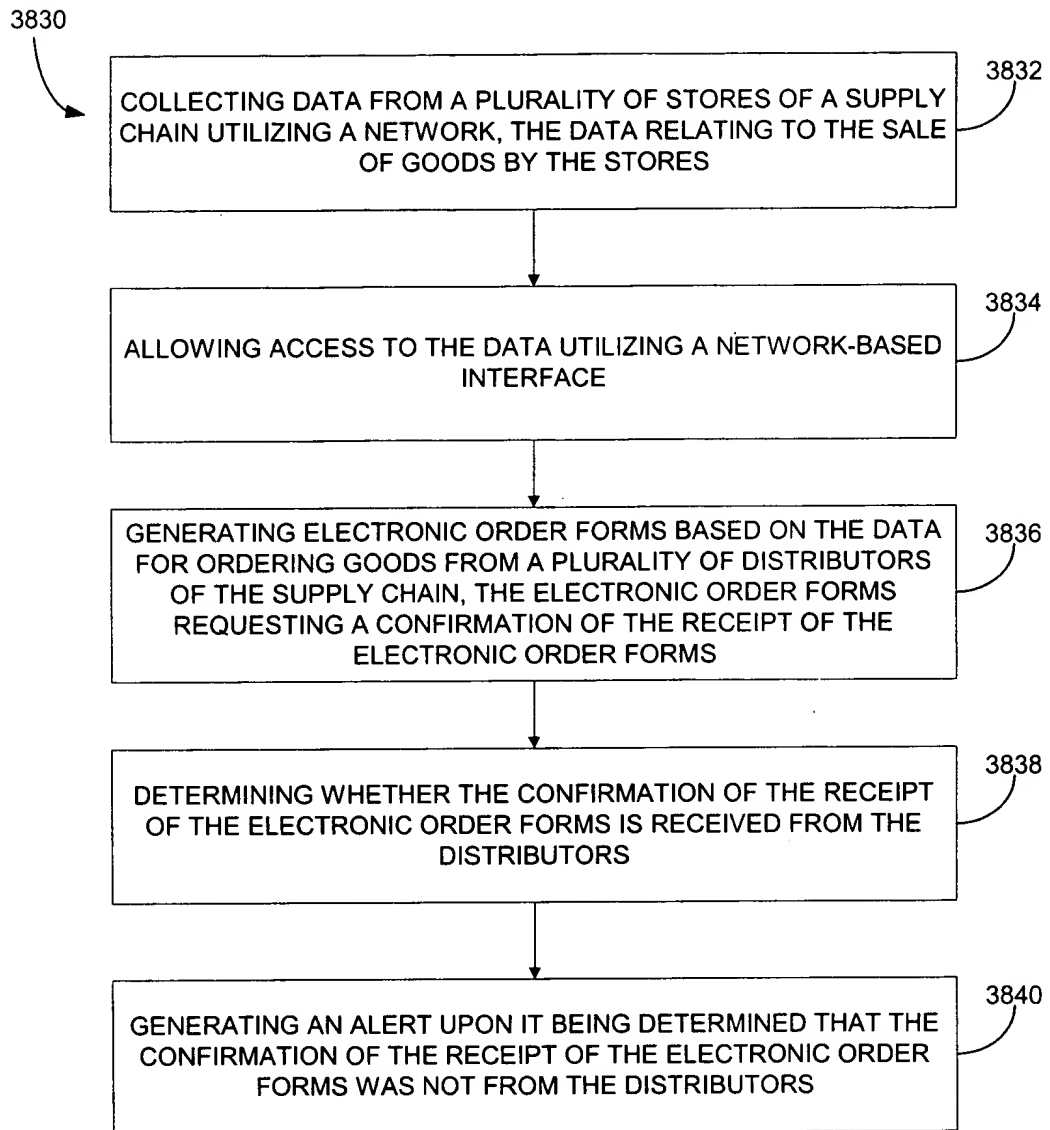 3830
3832
COLLECTING DATA FROM A PLURALITY OF STORES OF A SUPPLY
CHAIN UTILIZING A NETWORK, THE DATA RELATING TO THE SALE
OF GOODS BY THE STORES
3834
ALLOWING ACCESS TO THE DATA UTILIZING A NETWORK-BASED
INTERFACE
3836
GENERATING ELECTRONIC ORDER FORMS BASED ON THE DATA
FOR ORDERING GOODS FROM A PLURALITY OF DISTRIBUTORS
OF THE SUPPLY CHAIN, THE ELECTRONIC ORDER FORMS
REQUESTING A CONFIRMATION OF THE RECEIPT OF THE
ELECTRONIC ORDER FORMS
3838
DETERMINING WHETHER THE CONFIRMATION OF THE RECEIPT
OF THE ELECTRONIC ORDER FORMS IS RECEIVED FROM THE
DISTRIBUTORS
3840
GENERATING AN ALERT UPON IT BEING DETERMINED THAT THE
CONFIRMATION OF THE RECEIPT OF THE ELECTRONIC ORDER
FORMS WAS NOT FROM THE DISTRIBUTORS